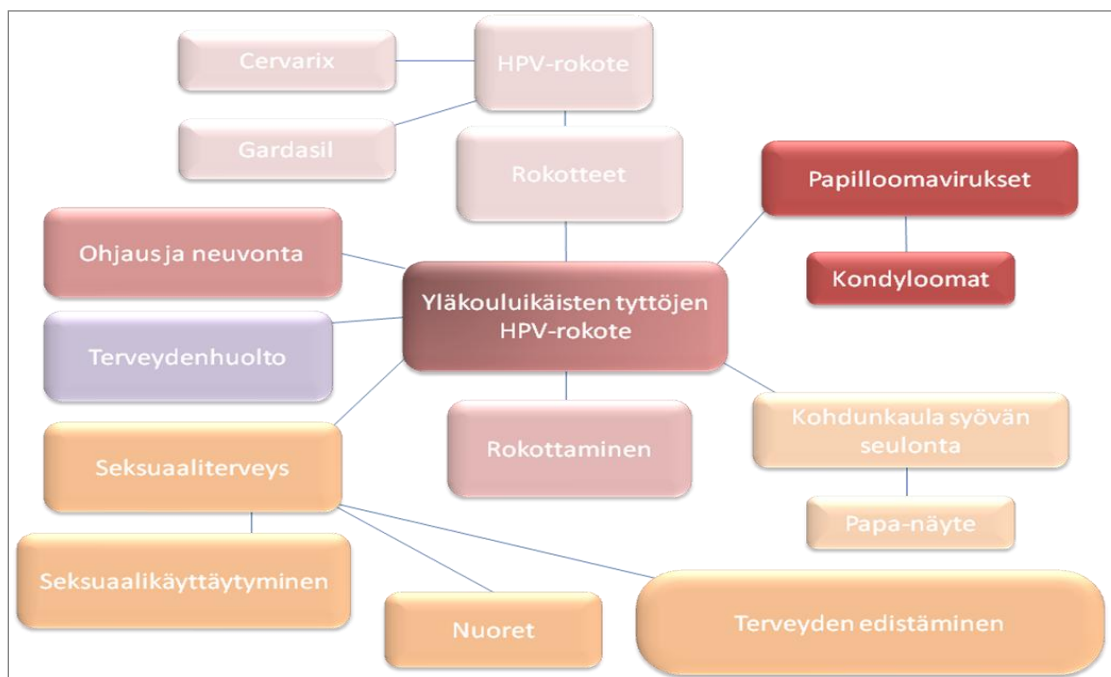 Cervarix
HPV-rokote
Gardasil
Rokotteet
Papilloomavirukset
Ohjaus ja neuvonta
Kondyloomat
Yläkouluikäisten tyttöjen
HPV-rokote
Terveydenhuolto
Kohdunkaula syövän
seulonta
Rokottaminen
Seksuaaliterveys
Papa-näyte
Seksuaalikäyttäytyminen
Nuoret
Terveyden edistäminen